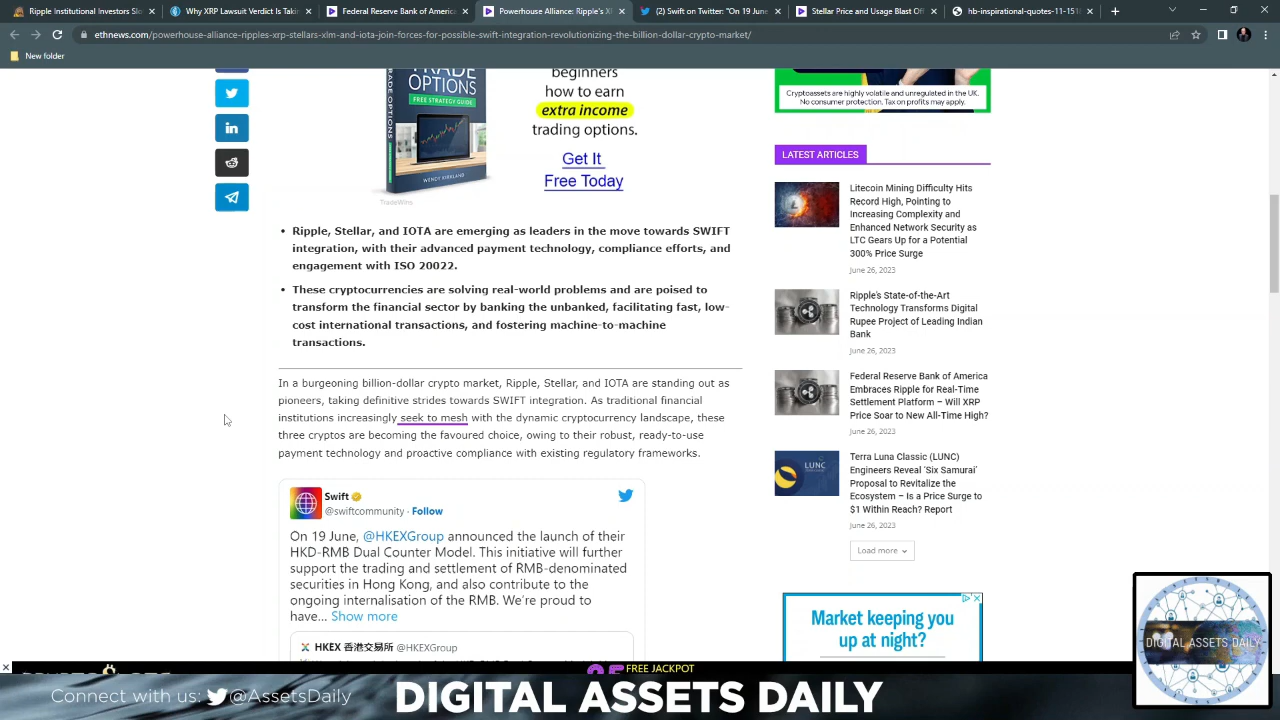 Ripple Institutional Investors Slo
Why XRP Lawsuit Verdict Is Takin
Ripple, Federal Reserve Bank of A
Powerhouse Alliance: Ripple's XR
(2) Swift on Twitter: "On 19 June,
Stellar Price and Usage Blast Off
hb-inspirational-quotes-11-151
ethnews.com/powerhouse-alliance-ripples-xrp-stellars-xlm-and-iota-join-forces-for-possible-swift-integration-revolutionizing-the-billion-dollar-crypto-market/
New folder
TRADE
OPTIONS
FREE STRATEGY GUIDE
TRADE OPTIONS
WENDY KIRKLAND
beginners
how to earn
extra income
trading options.
Get It
Free Today
TradeWins
Cryptoassets are highly volatile and unregulated in the UK.
No consumer protection. Tax on profits may apply.
LATEST ARTICLES
Litecoin Mining Difficulty Hits
Record High, Pointing to
Increasing Complexity and
Enhanced Network Security as
LTC Gears Up for a Potential
300% Price Surge
June 26, 2023
Ripple's State-of-the-Art
Technology Transforms Digital
Rupee Project of Leading Indian
Bank
June 26, 2023
Federal Reserve Bank of America
Embraces Ripple for Real-Time
Settlement Platform – Will XRP
Price Soar to New All-Time High?
June 26, 2023
LUNC
Terra Luna Classic (LUNC)
Engineers Reveal 'Six Samurai'
Proposal to Revitalize the
Ecosystem – Is a Price Surge to
$1 Within Reach? Report
June 26, 2023
Load more
• Ripple, Stellar, and IOTA are emerging as leaders in the move towards SWIFT
integration, with their advanced payment technology, compliance efforts, and
engagement with ISO 20022.
• These cryptocurrencies are solving real-world problems and are poised to
transform the financial sector by banking the unbanked, facilitating fast, low-
cost international transactions, and fostering machine-to-machine
transactions.
In a burgeoning billion-dollar crypto market, Ripple, Stellar, and IOTA are standing out as
pioneers, taking definitive strides towards SWIFT integration. As traditional financial
institutions increasingly seek to mesh with the dynamic cryptocurrency landscape, these
three cryptos are becoming the favoured choice, owing to their robust, ready-to-use
payment technology and proactive compliance with existing regulatory frameworks.
Swift
@swiftcommunity · Follow
On 19 June, @HKEXGroup announced the launch of their
HKD-RMB Dual Counter Model. This initiative will further
support the trading and settlement of RMB-denominated
securities in Hong Kong, and also contribute to the
ongoing internalisation of the RMB. We're proud to
have... Show more
HKEX 香港交易所 @HKEXGroup
Market keeping you
up at night?
FREE JACKPOT
DIGITAL ASSETS DAILY
Connect with us: @AssetsDaily
DIGITAL ASSETS DAILY